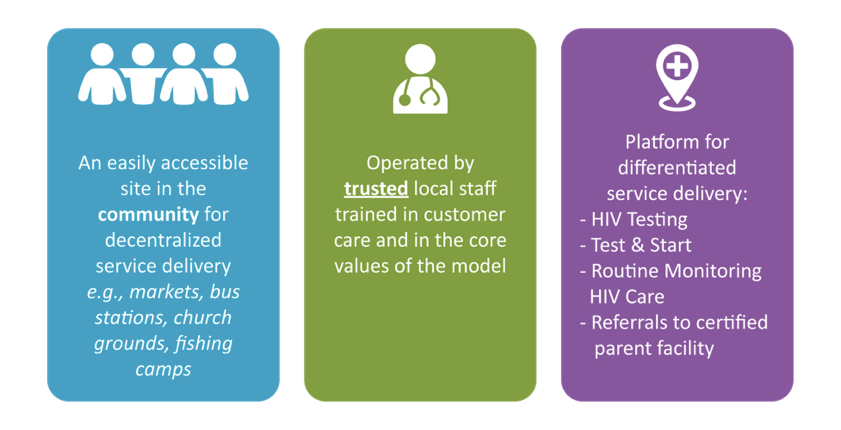 An easily accessible
site in the
community for
decentralized
service delivery
e.g., markets, bus
stations, church
grounds, fishing
camps
Operated by
trusted local staff
trained in customer
care and in the core
values of the model
Platform for
differentiated
service delivery:
- HIV Testing
- Test & Start
- Routine Monitoring
HIV Care
- Referrals to certified
parent facility